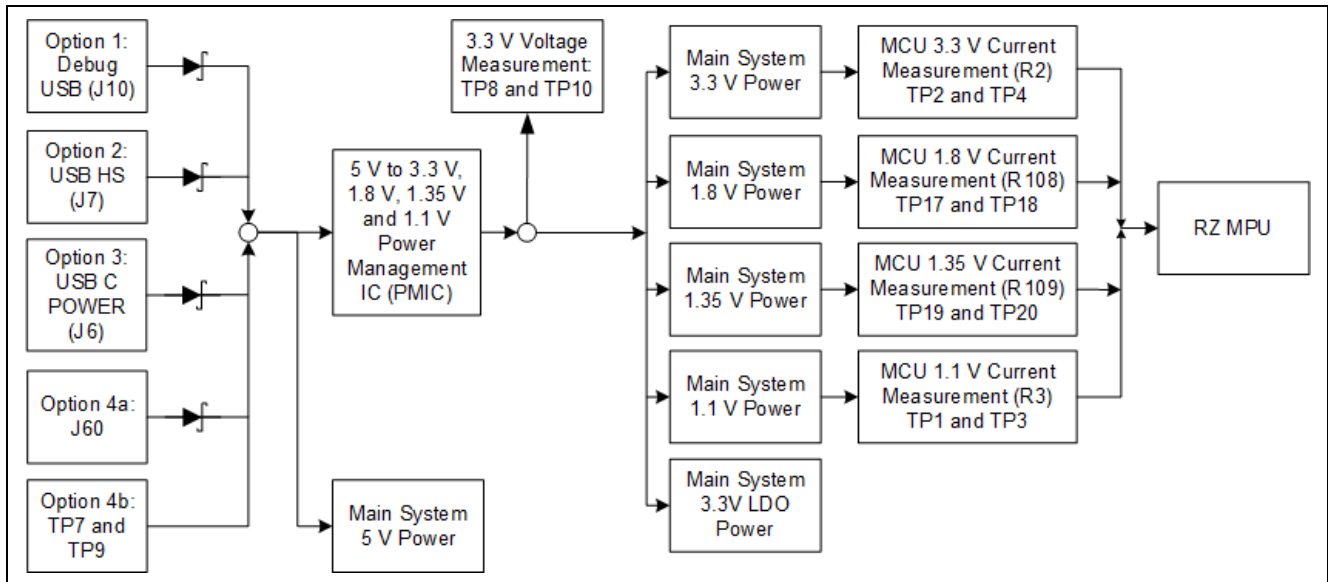 Option 1:
Debug
USB (J10)
Option 2:
USB HS
(J7)
Option 3:
USB C
POWER
(J6)
Option 4a:
J60
Option 4b:
TP7 and
TP9
5 V to 3.3 V,
1.8 V, 1.35 V
and 1.1 V
Power
Management
IC (PMIC)
Main System
5 V Power
3.3 V Voltage
Measurement:
TP8 and TP10
Main System
3.3 V Power
Main System
1.8 V Power
Main System
1.35 V Power
Main System
1.1 V Power
Main System
3.3V LDO
Power
MCU 3.3 V Current
Measurement (R2)
TP2 and TP4
MCU 1.8 V Current
Measurement (R108)
TP17 and TP18
MCU 1.35 V Current
Measurement (R109)
TP19 and TP20
MCU 1.1 V Current
Measurement (R3)
TP1 and TP3
RZ MPU